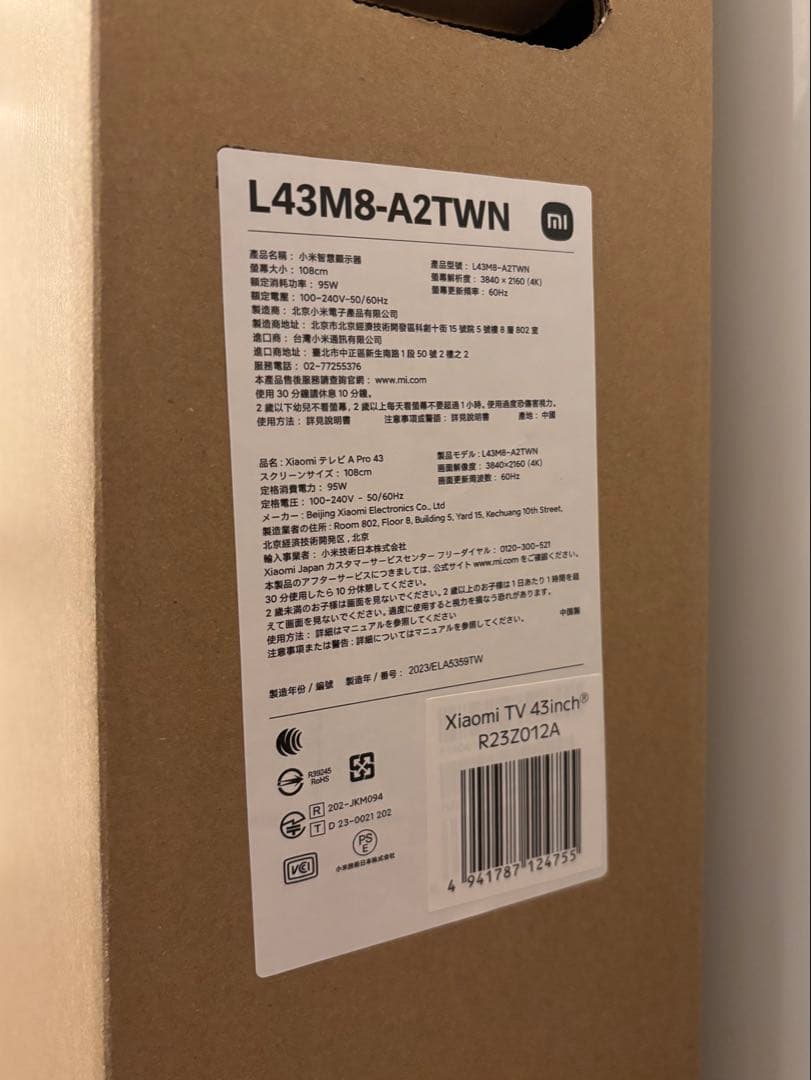 L43M8-A2TWN
mi
產品名稱：小米智慧顯示器
產品型號：L43M8-A2TWN
螢幕大小：108cm
螢幕解析度：3840 x 2160 (4K)
額定消耗功率：95W
螢幕更新頻率：60Hz
額定電壓：100-240V-50/60Hz
製造商：北京小米電子產品有限公司
製造商地址：北京市北京經濟技術開發區科創十街 15 號院 5 號樓 8 層 802 室
進口商：台灣小米通訊有限公司
進口商地址：臺北市中正區新生南路 1 段 50 號 2 樓之 2
服務電話：02-77255376
本產品售後服務請查詢官網：www.mi.com
使用 30 分鐘請休息 10 分鐘。
2 歲以下幼兒不看螢幕，2 歲以上每天看螢幕不要超過 1 小時。使用過度恐傷害視力。
使用方法：詳見說明書 注意事項或警語：詳見說明書 產地：中國
品名：Xiaomi テレビ A Pro 43
製品モデル：L43M8-A2TWN
スクリーンサイズ：108cm
画面解像度：3840×2160 (4K)
定格消費電力：95W
画面更新周波数：60Hz
定格電圧：100-240V - 50/60Hz
メーカー：Beijing Xiaomi Electronics Co., Ltd
製造業者の住所：Room 802, Floor 8, Building 5, Yard 15, Kechuang 10th Street,
北京経済技術開発区, 北京
輸入事業者：小米技術日本株式会社
Xiaomi Japan カスタマーサービスセンター フリーダイヤル：0120-300-521
本製品のアフターサービスにつきましては、公式サイト www.mi.com をご確認ください。
30 分使用したら 10 分休憩してください。
2 歳未満のお子様は画面を見ないでください。2 歳以上のお子様は 1 日あたり 1 時間を超
えて画面を見ないでください。過度に使用すると視力を損なう恐れがあります。
使用方法：詳細はマニュアルを参照してください
中国製
注意事項または警告：詳細についてはマニュアルを参照してください。
製造年份 / 編號 製造年 / 番号：2023/ELA5359TW
Xiaomi TV 43inch®
R23Z012A
R39245
RoHS
R 202-JKM094
T D 23-0021 202
PS
E
VCCI
小米技術日本株式会社
4 941787 124755